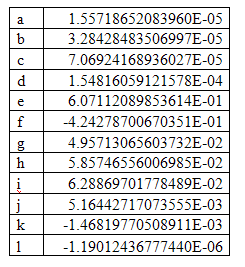 a 1.55718652083960E-05
b 3.28428483506997E-05
c 7.06924168936027E-05
d 1.54816059121578E-04
e 6.07112089853614E-01
f -4.24278700670351E-01
g 4.95713065603732E-02
h 5.85746556006985E-02
į 6.28869701778489E-02
j 5.16442717073555E-03
k -1.46819770508911E-03
l -1.19012436777440E-06